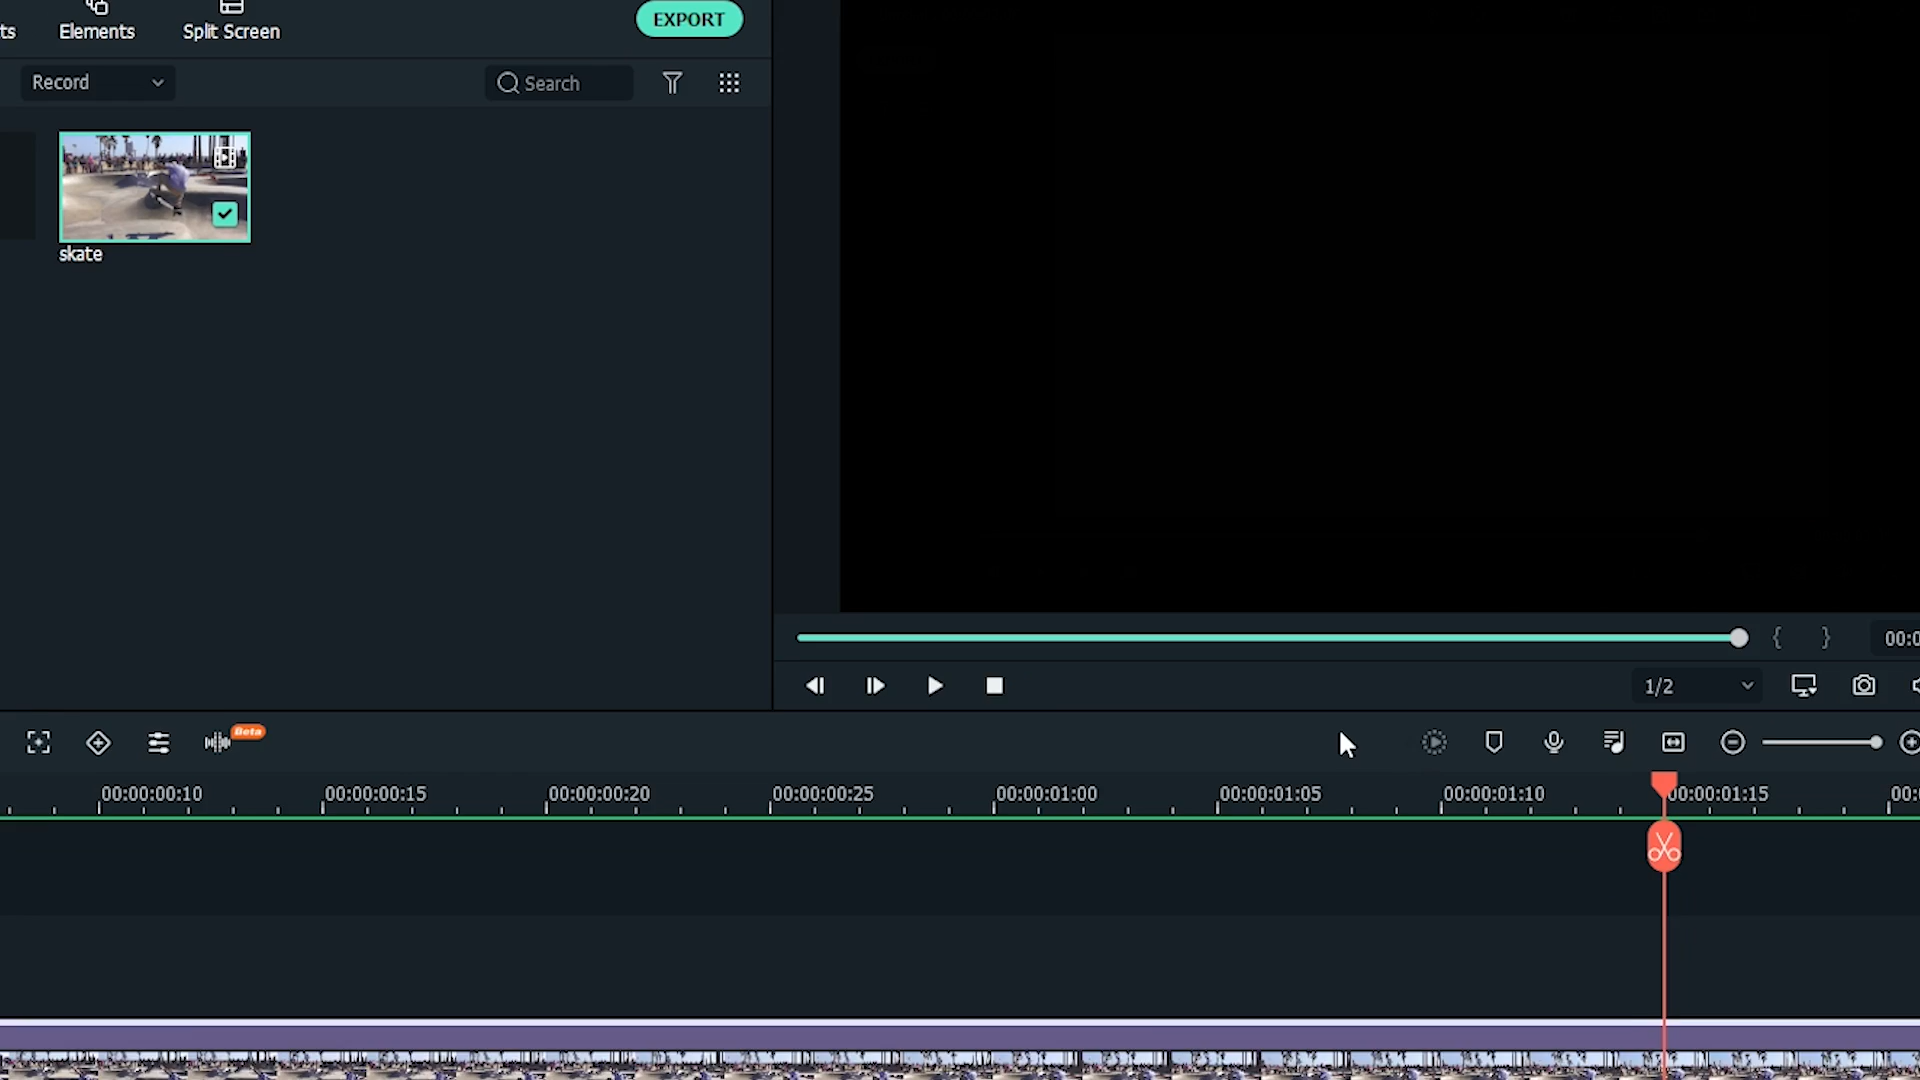 ts
Elements
Split Screen
EXPORT
Record
Search
skate
{ }
00:0
1/2
Beta
00:00:00:10
00:00:00:15
00:00:00:20
00:00:00:25
00:00:01:00
00:00:01:05
00:00:01:10
00:00:01:15
00: